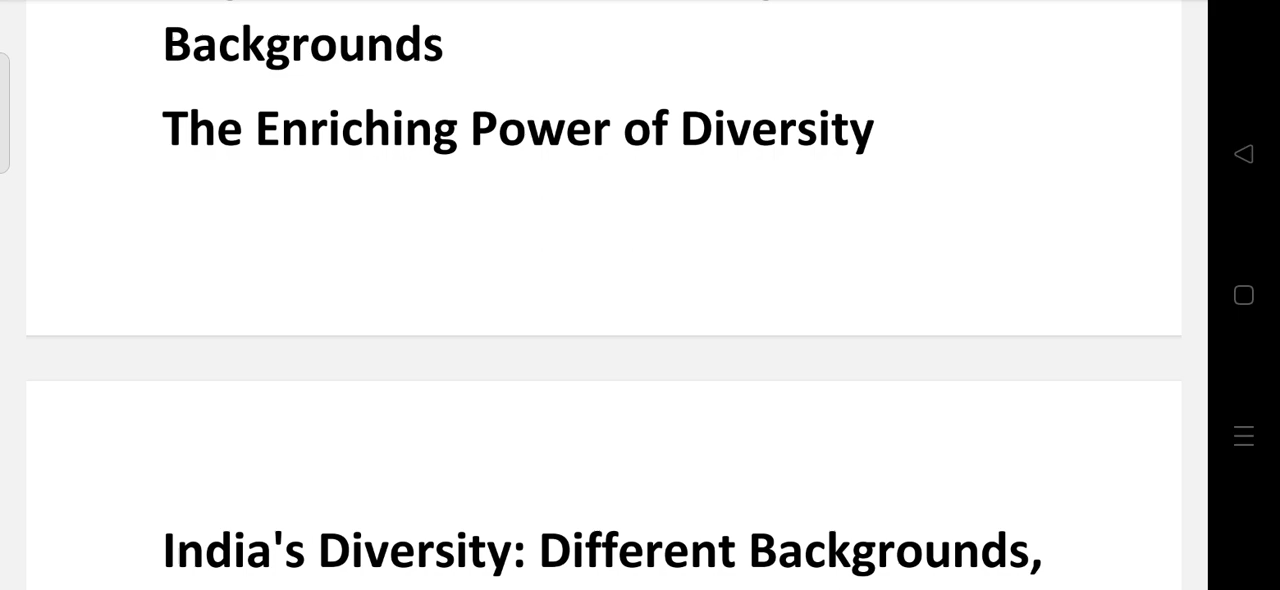 Backgrounds
The Enriching Power of Diversity
India's Diversity: Different Backgrounds,